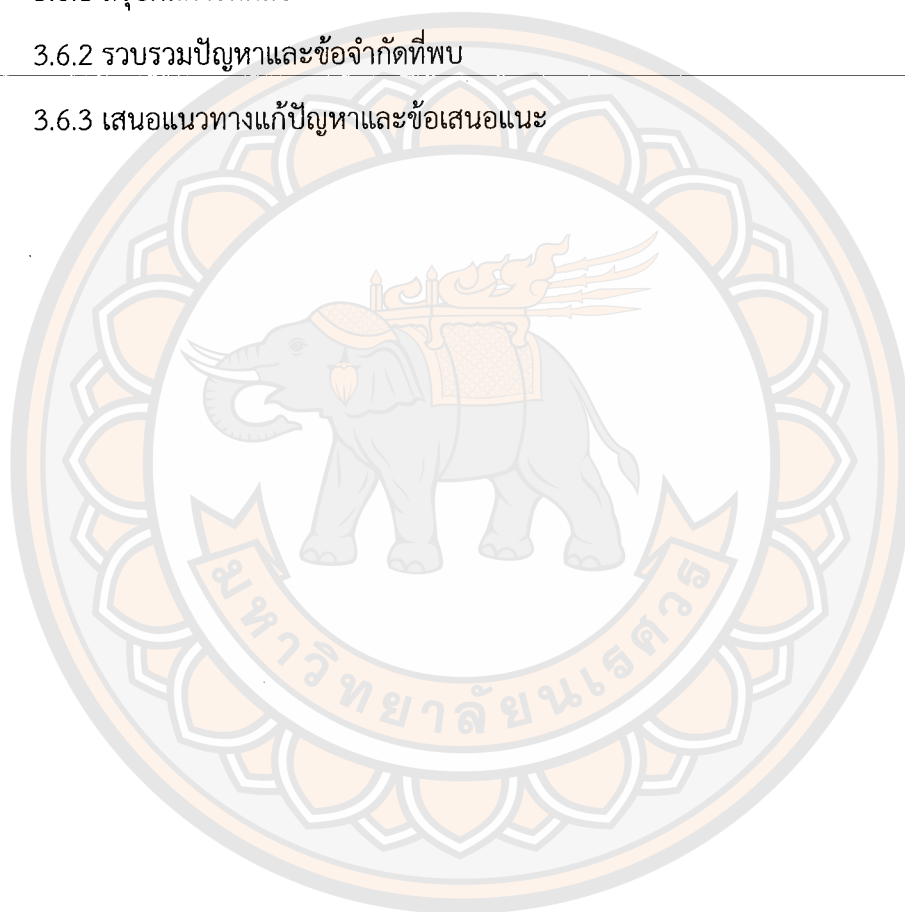 3.6.2 รวบรวมปัญหาและข้อจำกัดที่พบ
3.6.3 เสนอแนวทางแก้ปัญหาและข้อเสนอแนะ
มหาวิทยาลัยนเรศวร